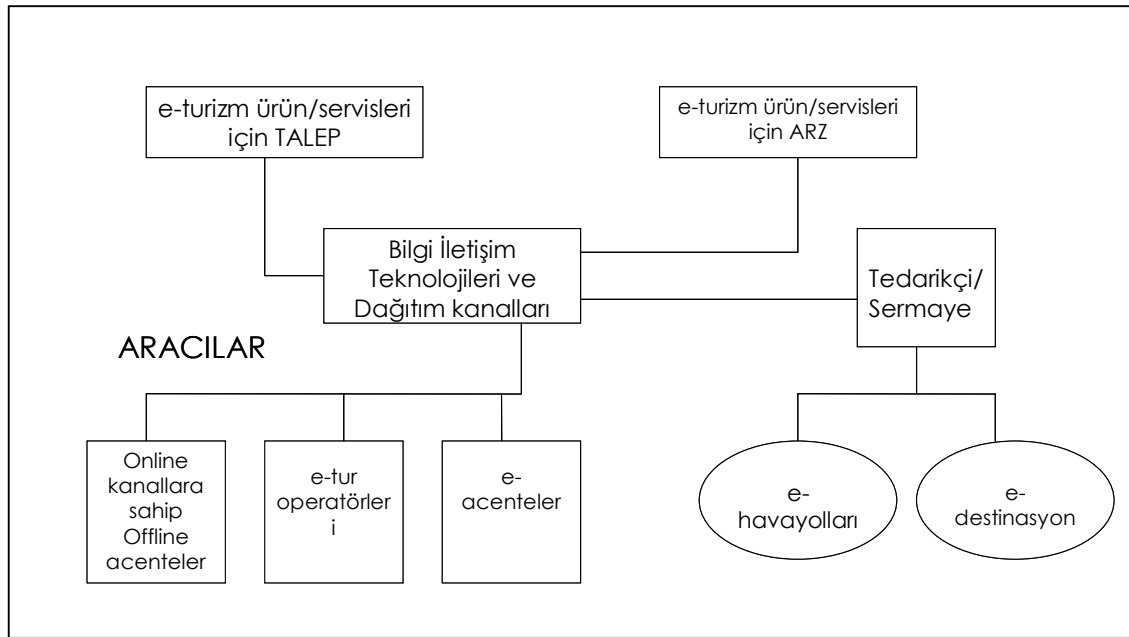 e-turizm ürün/servisleri
için TALEP
e-turizm ürün/servisleri
için ARZ
Bilgi İletişim
Teknolojileri ve
Dağıtım kanalları
Tedarikçi/
Sermaye
ARACILAR
Online
kanallara
sahip
Offline
acenteler
e-tur
operatörler
i
e-
acenteler
e-
havayolları
e-
destinasyon